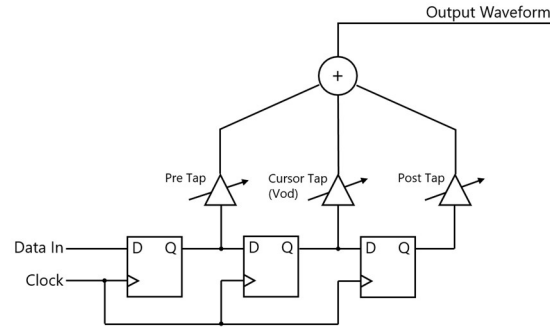 Output Waveform
+
Pre Tap
Cursor Tap
(Vod)
Post Tap
Data In
D Q
D Q
D Q
Clock